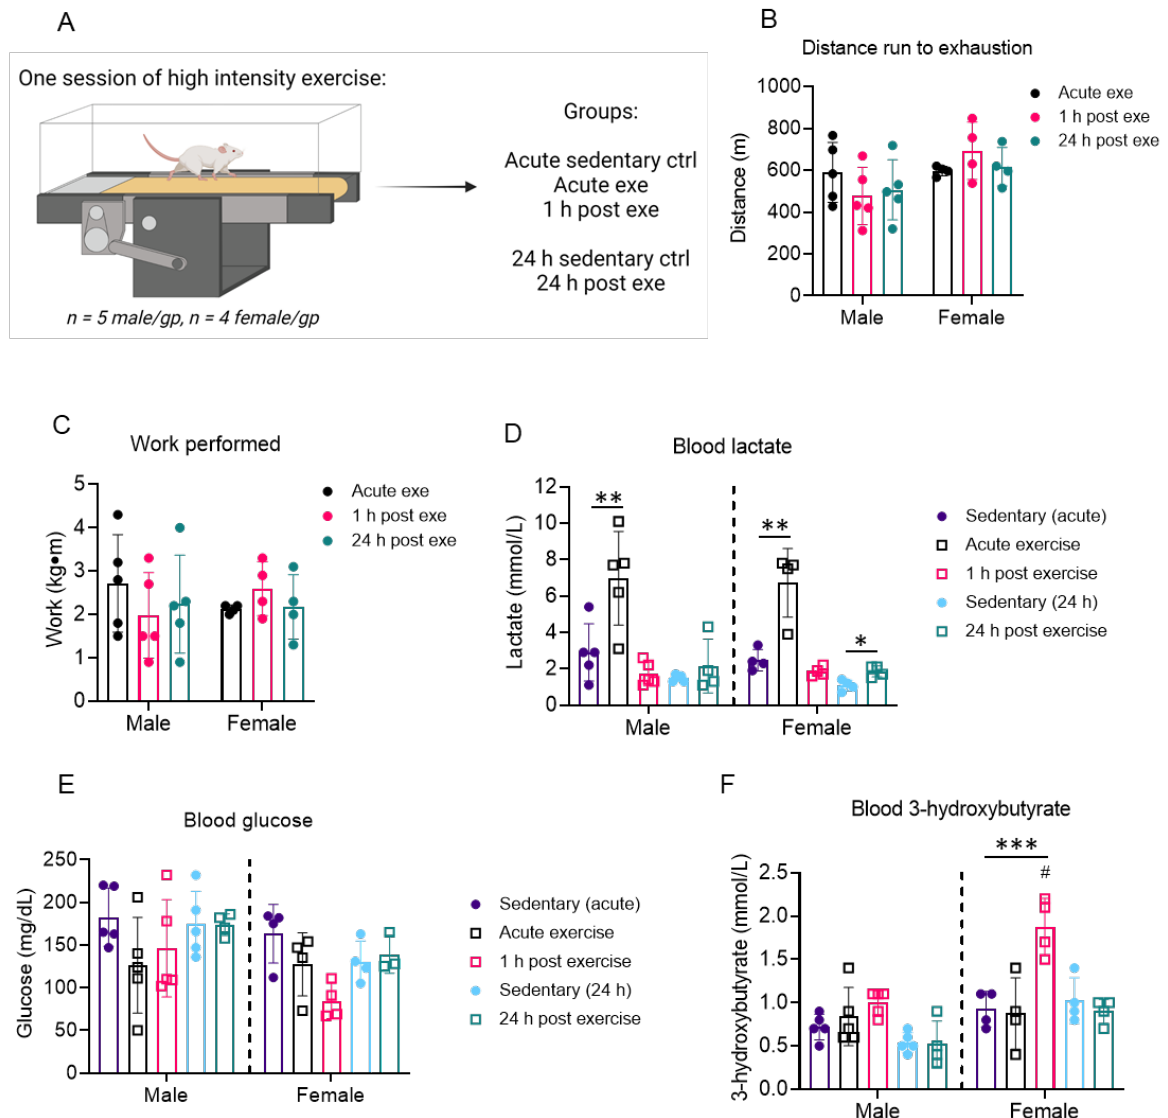 A
One session of high intensity exercise:
Groups:
Acute sedentary ctrl
Acute exe
1 h post exe
24 h sedentary ctrl
24 h post exe
n = 5 male/gp, n = 4 female/gp
B
Distance run to exhaustion
Distance (m)
1000
800
600
400
200
0
Male
Female
Acute exe
1 h post exe
24 h post exe
C
Work performed
Work (kg•m)
5
4
3
2
1
0
Male
Female
Acute exe
1 h post exe
24 h post exe
D
Blood lactate
Lactate (mmol/L)
12
10
8
6
4
2
0
**
**
*
Male
Female
Sedentary (acute)
Acute exercise
1 h post exercise
Sedentary (24 h)
24 h post exercise
E
Blood glucose
Glucose (mg/dL)
250
200
150
100
50
0
Male
Female
Sedentary (acute)
Acute exercise
1 h post exercise
Sedentary (24 h)
24 h post exercise
F
Blood 3-hydroxybutyrate
3-hydroxybutyrate (mmol/L)
2.5
2.0
1.5
1.0
0.5
0.0
***
#
Male
Female